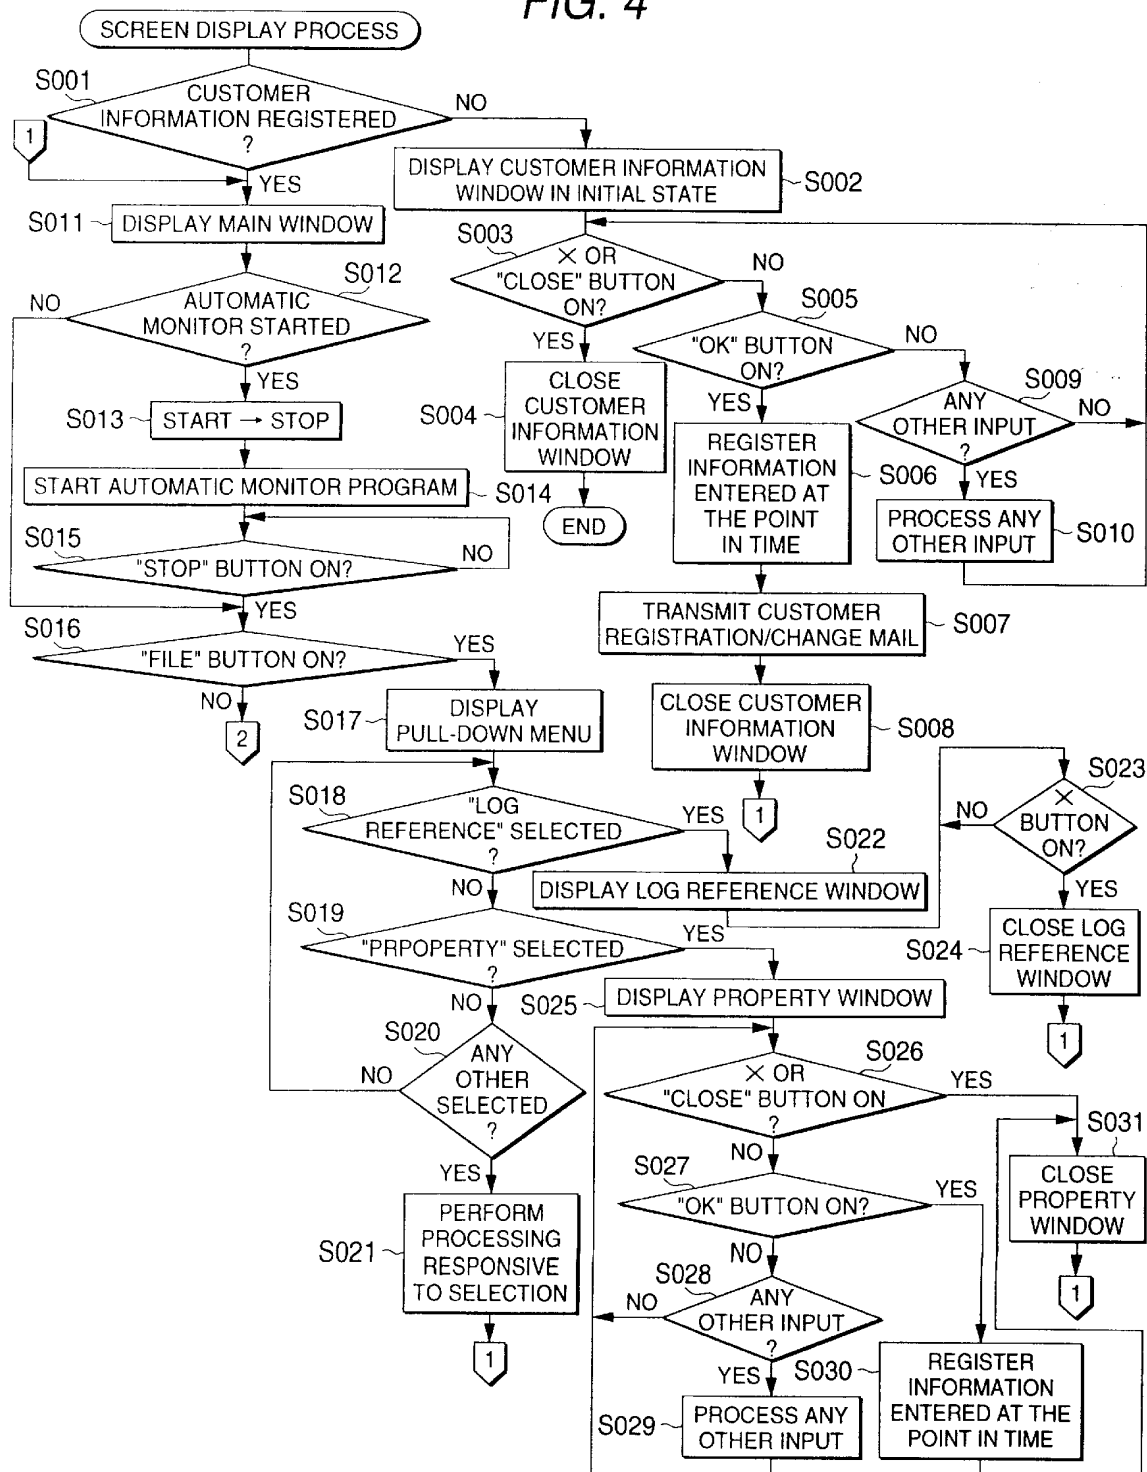 FIG. 4
SCREEN DISPLAY PROCESS
S001
CUSTOMER
INFORMATION REGISTERED
?
NO
1
YES
DISPLAY CUSTOMER INFORMATION
WINDOW IN INITIAL STATE
S002
S011
DISPLAY MAIN WINDOW
S003
X OR
"CLOSE" BUTTON
ON?
NO
YES
S012
AUTOMATIC
MONITOR STARTED
?
NO
YES
S005
"OK" BUTTON
ON?
NO
YES
S004
CLOSE
CUSTOMER
INFORMATION
WINDOW
END
S009
ANY
OTHER INPUT
?
NO
YES
S013
START → STOP
S006
REGISTER
INFORMATION
ENTERED AT
THE POINT
IN TIME
START AUTOMATIC MONITOR PROGRAM
S014
PROCESS ANY
OTHER INPUT
S010
S015
"STOP" BUTTON ON?
NO
YES
TRANSMIT CUSTOMER
REGISTRATION/CHANGE MAIL
S007
S016
"FILE" BUTTON ON?
YES
NO
2
S017
DISPLAY
PULL-DOWN MENU
CLOSE CUSTOMER
INFORMATION
WINDOW
S008
1
S018
"LOG
REFERENCE" SELECTED
?
YES
NO
S022
DISPLAY LOG REFERENCE WINDOW
S023
X
BUTTON
ON?
NO
YES
S024
CLOSE LOG
REFERENCE
WINDOW
1
S019
"PRPOPERTY" SELECTED
?
YES
NO
S025
DISPLAY PROPERTY WINDOW
S020
ANY
OTHER
SELECTED
?
NO
YES
S026
X OR
"CLOSE" BUTTON ON
?
YES
NO
S031
CLOSE
PROPERTY
WINDOW
1
S027
"OK" BUTTON ON?
YES
NO
S021
PERFORM
PROCESSING
RESPONSIVE
TO SELECTION
1
S028
ANY
OTHER INPUT
?
NO
YES
S029
PROCESS ANY
OTHER INPUT
S030
REGISTER
INFORMATION
ENTERED AT THE
POINT IN TIME